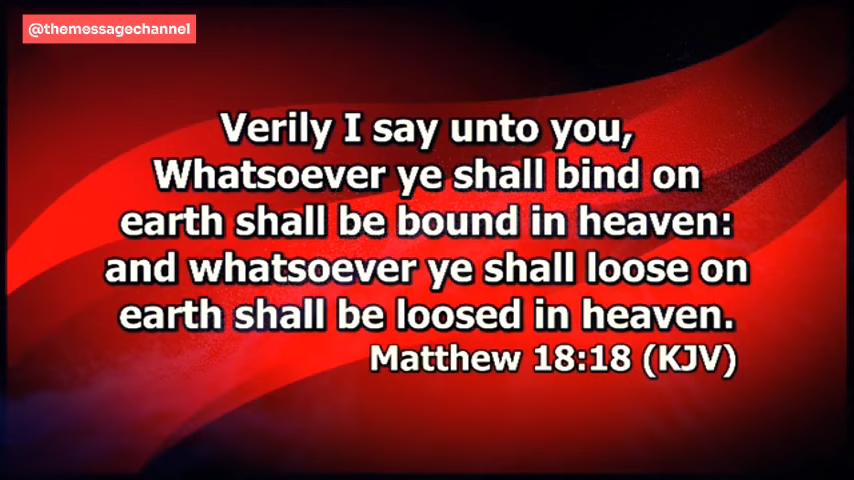 @themessagechannel
Verily I say unto you,
Whatsoever ye shall bind on
earth shall be bound in heaven:
and whatsoever ye shall loose on
earth shall be loosed in heaven.
Matthew 18:18 (KJV)